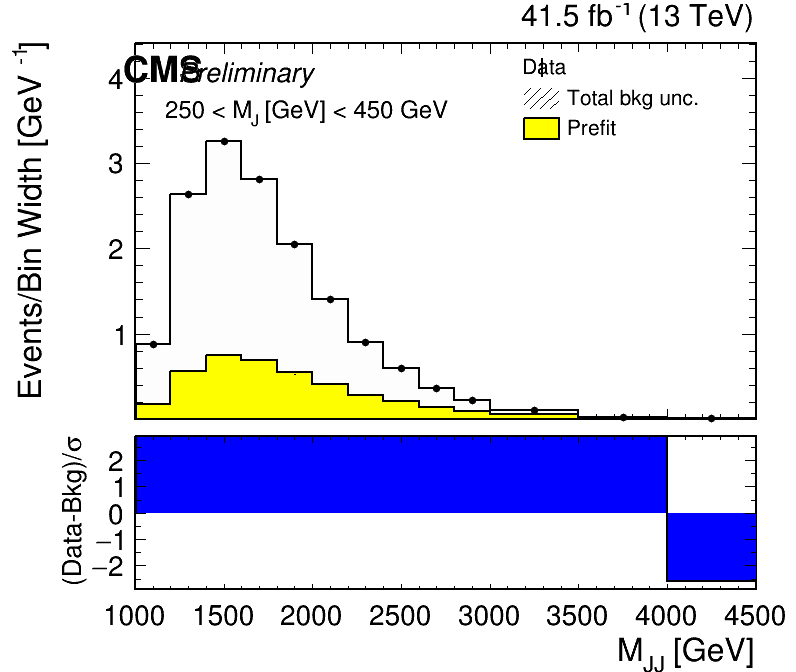 41.5 fb⁻¹ (13 TeV)
CMS Preliminary
250 < M_J [GeV] < 450 GeV
Data
Total bkg unc.
Prefit
Events/Bin Width [GeV⁻¹]
4
3
2
1
(Data-Bkg)/σ
2
1
0
−1
−2
1000 1500 2000 2500 3000 3500 4000 4500
M_JJ [GeV]